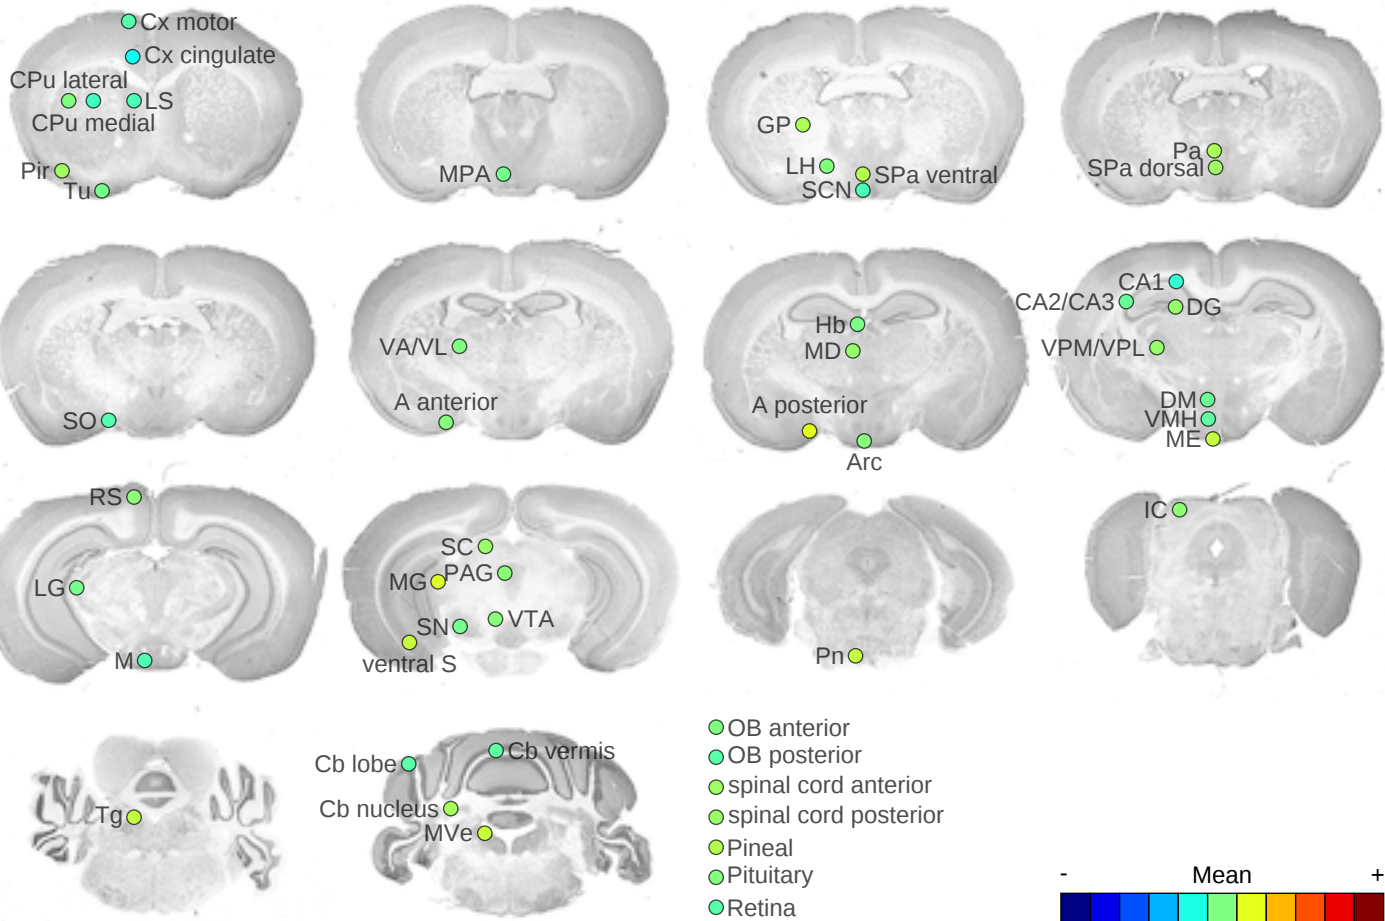 Cx motor
Cx cingulate
CPu lateral
LS
CPu medial
Pir
Tu
MPA
GP
LH
SPa ventral
SCN
Pa
SPa dorsal
SO
VA/VL
A anterior
Hb
MD
A posterior
Arc
CA1
CA2/CA3
DG
VPM/VPL
DM
VMH
ME
RS
LG
M
SC
MG
PAG
SN
VTA
ventral S
Pn
IC
Tg
Cb lobe
Cb vermis
Cb nucleus
MVe
OB anterior
OB posterior
spinal cord anterior
spinal cord posterior
Pineal
Pituitary
Retina
- Mean +